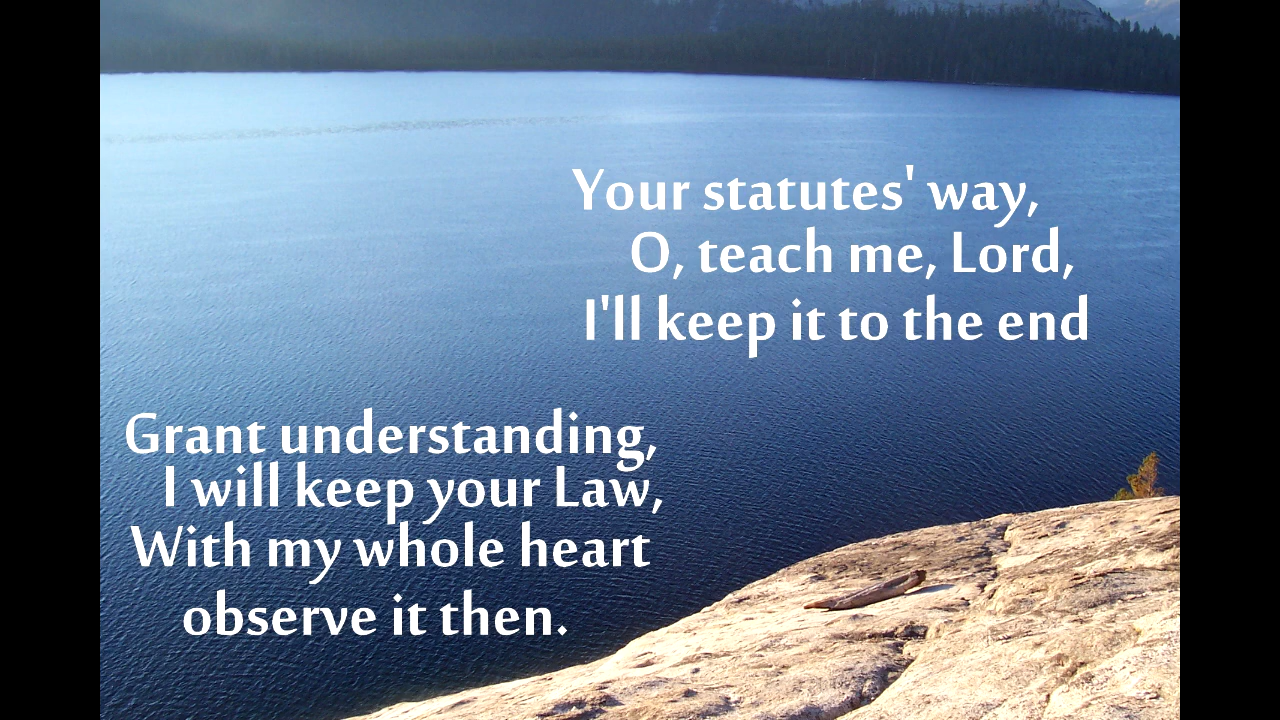 Your statutes' way,
O, teach me, Lord,
I'll keep it to the end
Grant understanding,
I will keep your Law,
With my whole heart
observe it then.